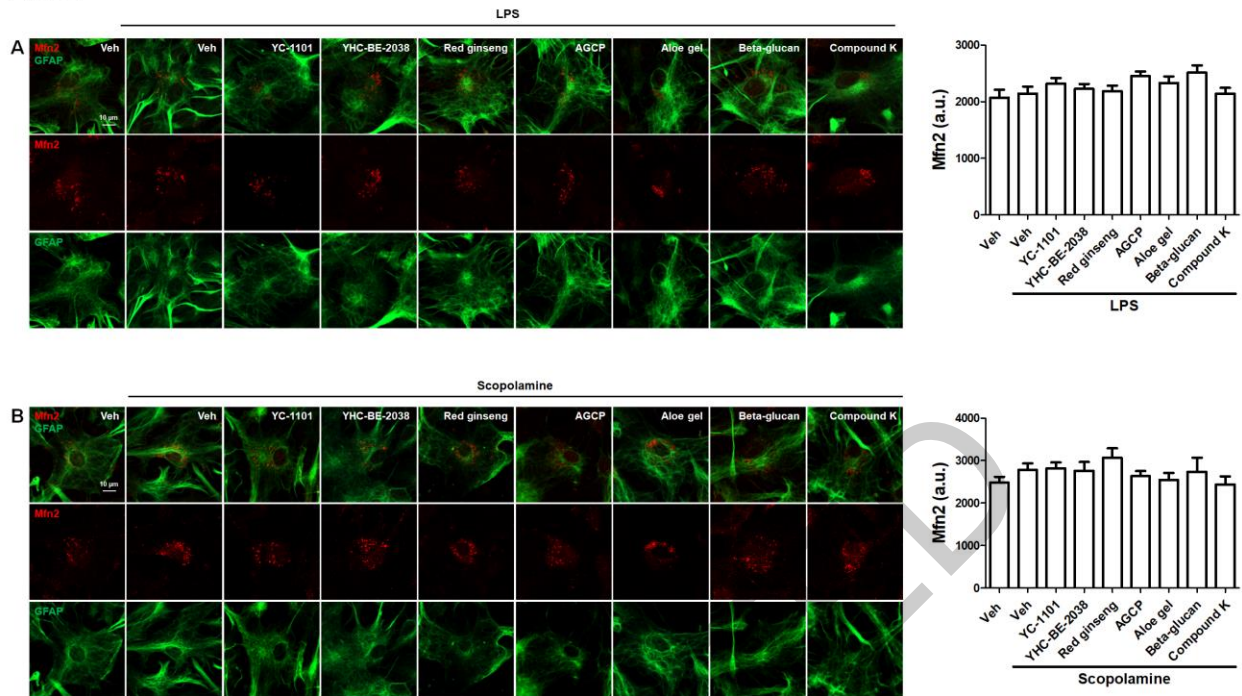 LPS
A
Mfn2
GFAP
Veh
Veh
YC-1101
YHC-BE-2038
Red ginseng
AGCP
Aloe gel
Beta-glucan
Compound K
10 μm
Mfn2
GFAP
3000
2000
1000
0
Mfn2 (a.u.)
Veh
Veh
YC-1101
YHC-BE-2038
Red ginseng
AGCP
Aloe gel
Beta-glucan
Compound K
LPS
Scopolamine
B
Mfn2
GFAP
Veh
Veh
YC-1101
YHC-BE-2038
Red ginseng
AGCP
Aloe gel
Beta-glucan
Compound K
10 μm
Mfn2
GFAP
4000
3000
2000
1000
0
Mfn2 (a.u.)
Veh
Veh
YC-1101
YHC-BE-2038
Red ginseng
AGCP
Aloe gel
Beta-glucan
Compound K
Scopolamine